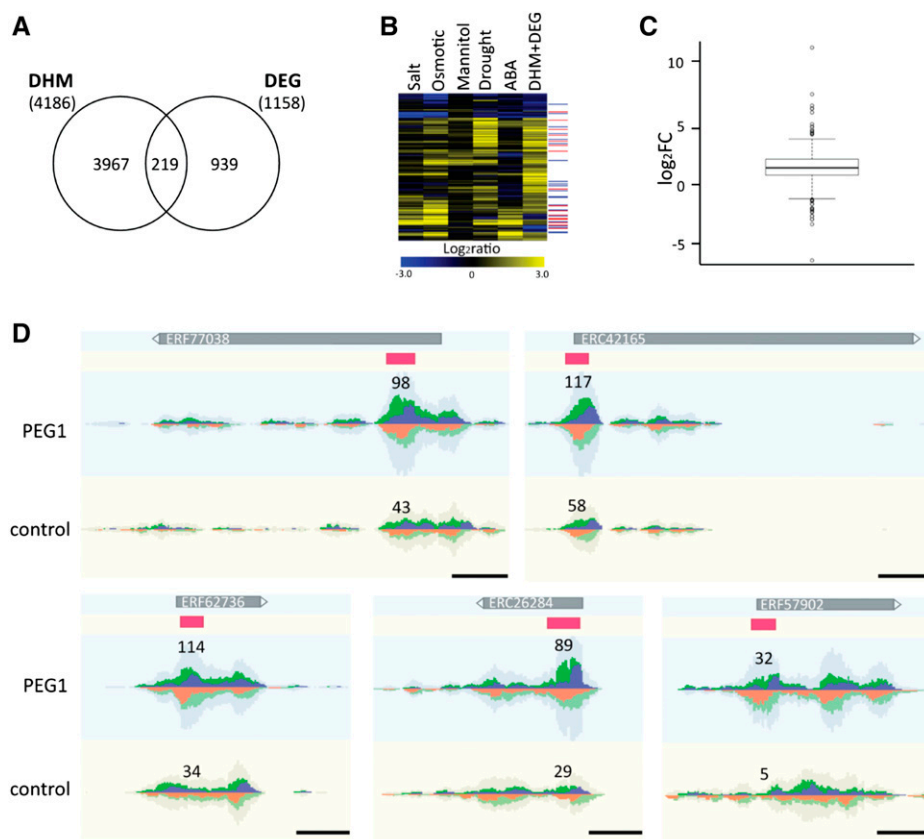 A
DHM
(4186)
DEG
(1158)
3967
219
939
B
Salt
Osmotic
Mannitol
Drought
ABA
DHM+DEG
Log2ratio
-3.0
0
3.0
C
log2FC
10
5
0
-5
D
ERF77038
ERC42165
PEG1
98
117
control
43
58
ERF62736
ERC26284
ERF57902
PEG1
114
89
32
control
34
29
5